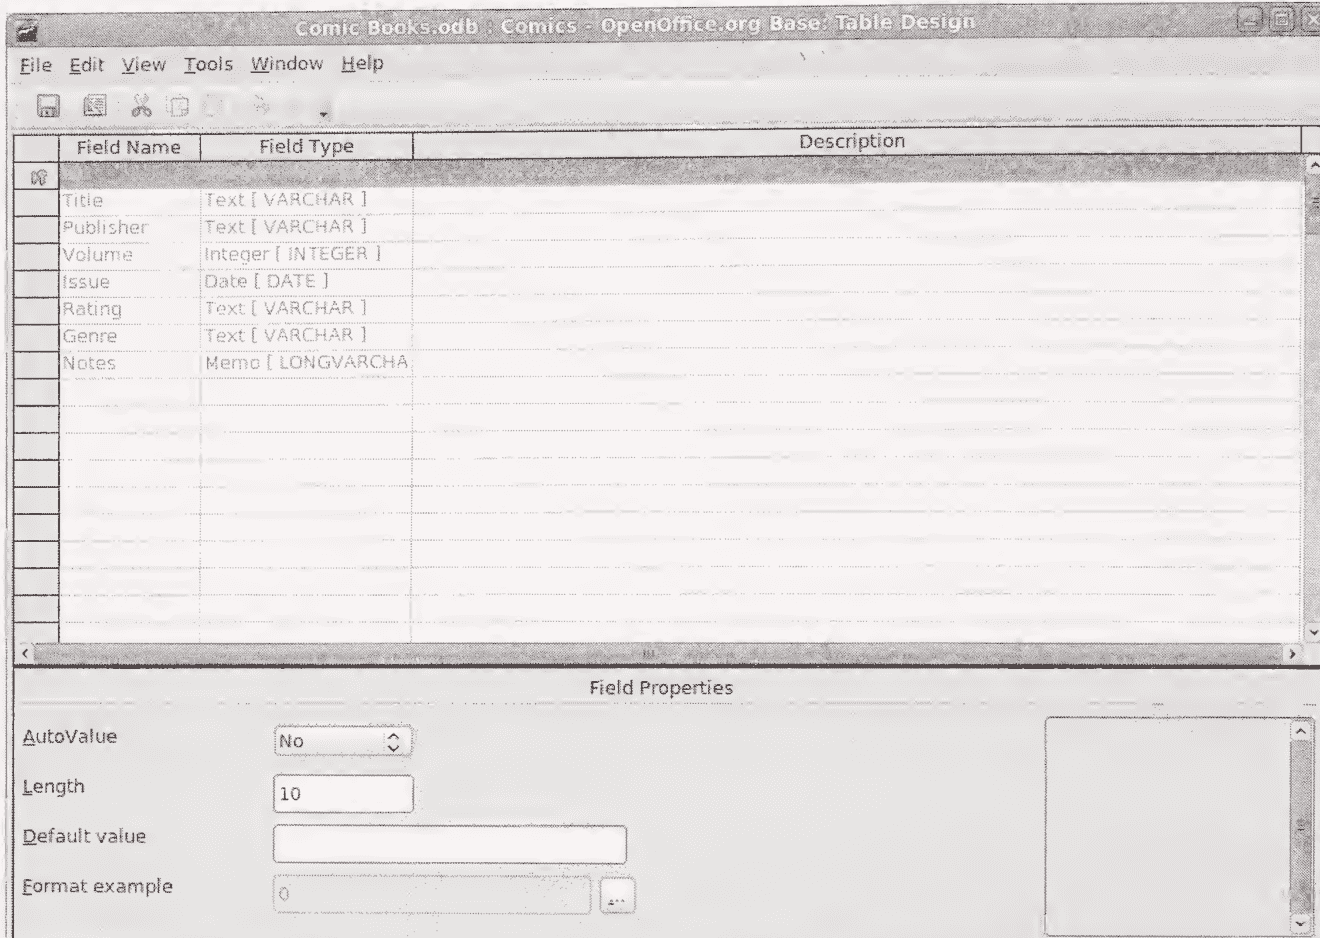 Comic Books.odb : Comics - OpenOffice.org Base: Table Design
File Edit View Tools Window Help
Field Name Field Type Description
Title Text [ VARCHAR ]
Publisher Text [ VARCHAR ]
Volume Integer [ INTEGER ]
Issue Date [ DATE ]
Rating Text [ VARCHAR ]
Genre Text [ VARCHAR ]
Notes Memo [ LONGVARCHA
Field Properties
AutoValue No
Length 10
Default value
Format example 0
...